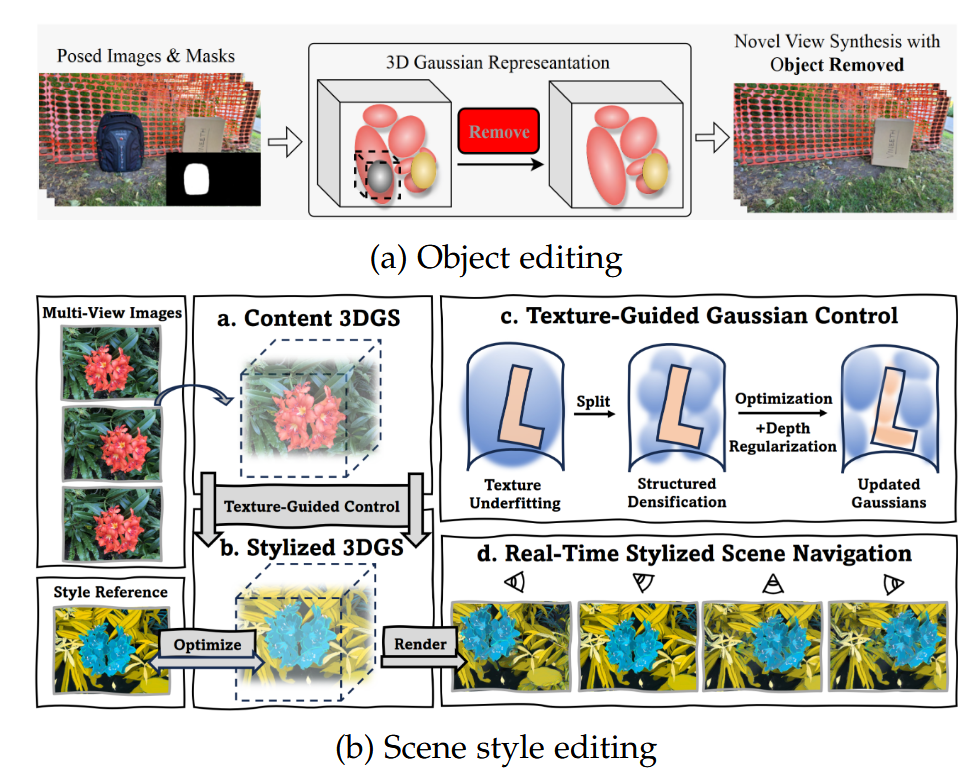 Posed Images & Masks
3D Gaussian Represeantation
Remove
Novel View Synthesis with
Object Removed
(a) Object editing
Multi-View Images
a. Content 3DGS
Texture-Guided Control
b. Stylized 3DGS
Style Reference
Optimize
Render
c. Texture-Guided Gaussian Control
Split
Optimization
+Depth
Regularization
Texture
Underfitting
Structured
Densification
Updated
Gaussians
d. Real-Time Stylized Scene Navigation
(b) Scene style editing